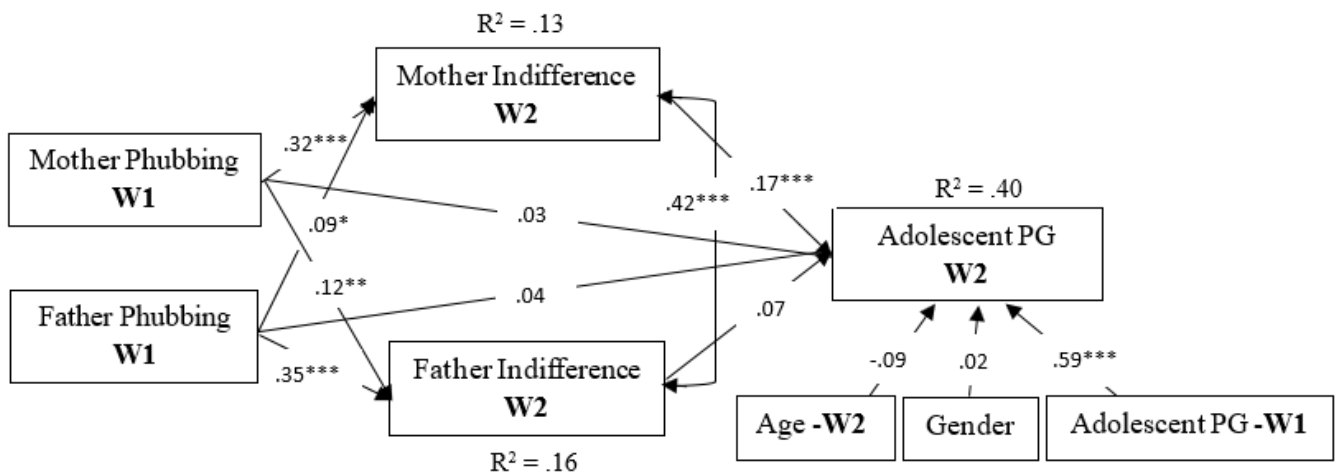 R² = .13
Mother Indifference
W2
.32***
Mother Phubbing
W1
.09*
.03
.42***
.17***
R² = .40
Adolescent PG
W2
.12**
.04
.07
Father Phubbing
W1
.35***
Father Indifference
W2
R² = .16
-.09
.02
.59***
Age -W2
Gender
Adolescent PG -W1